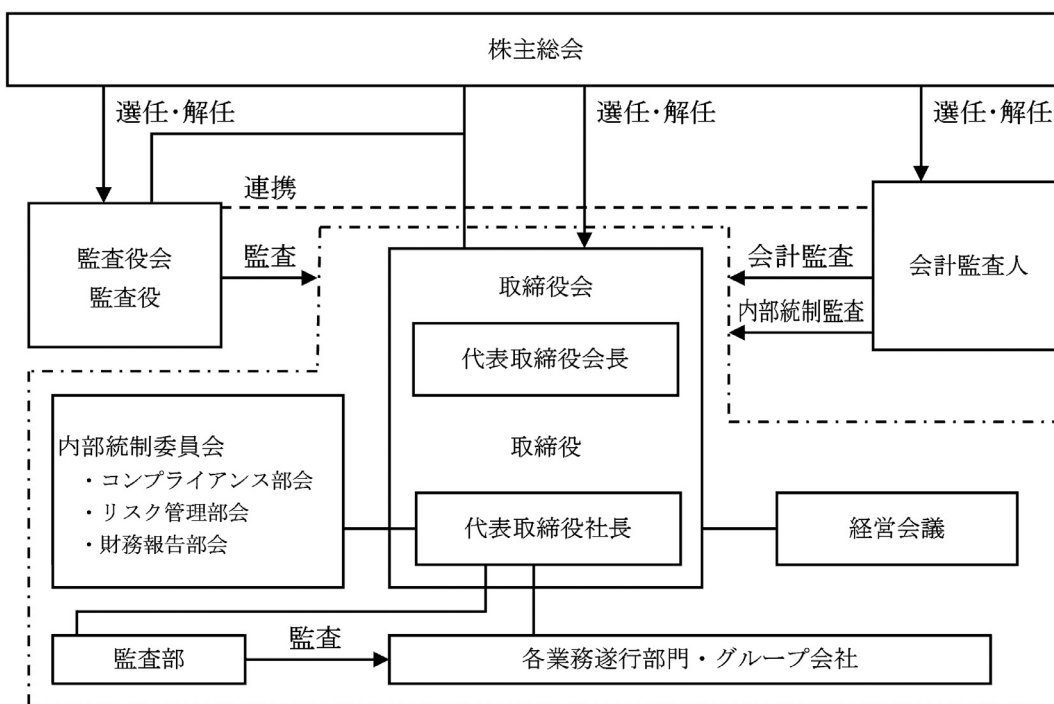 株主総会
選任・解任
選任・解任
選任・解任
連携
監査役会
監査役
監査
取締役会
会計監査
内部統制監査
会計監査人
代表取締役会長
取締役
代表取締役社長
内部統制委員会
・コンプライアンス部会
・リスク管理部会
・財務報告部会
経営会議
監査部
監査
各業務遂行部門・グループ会社